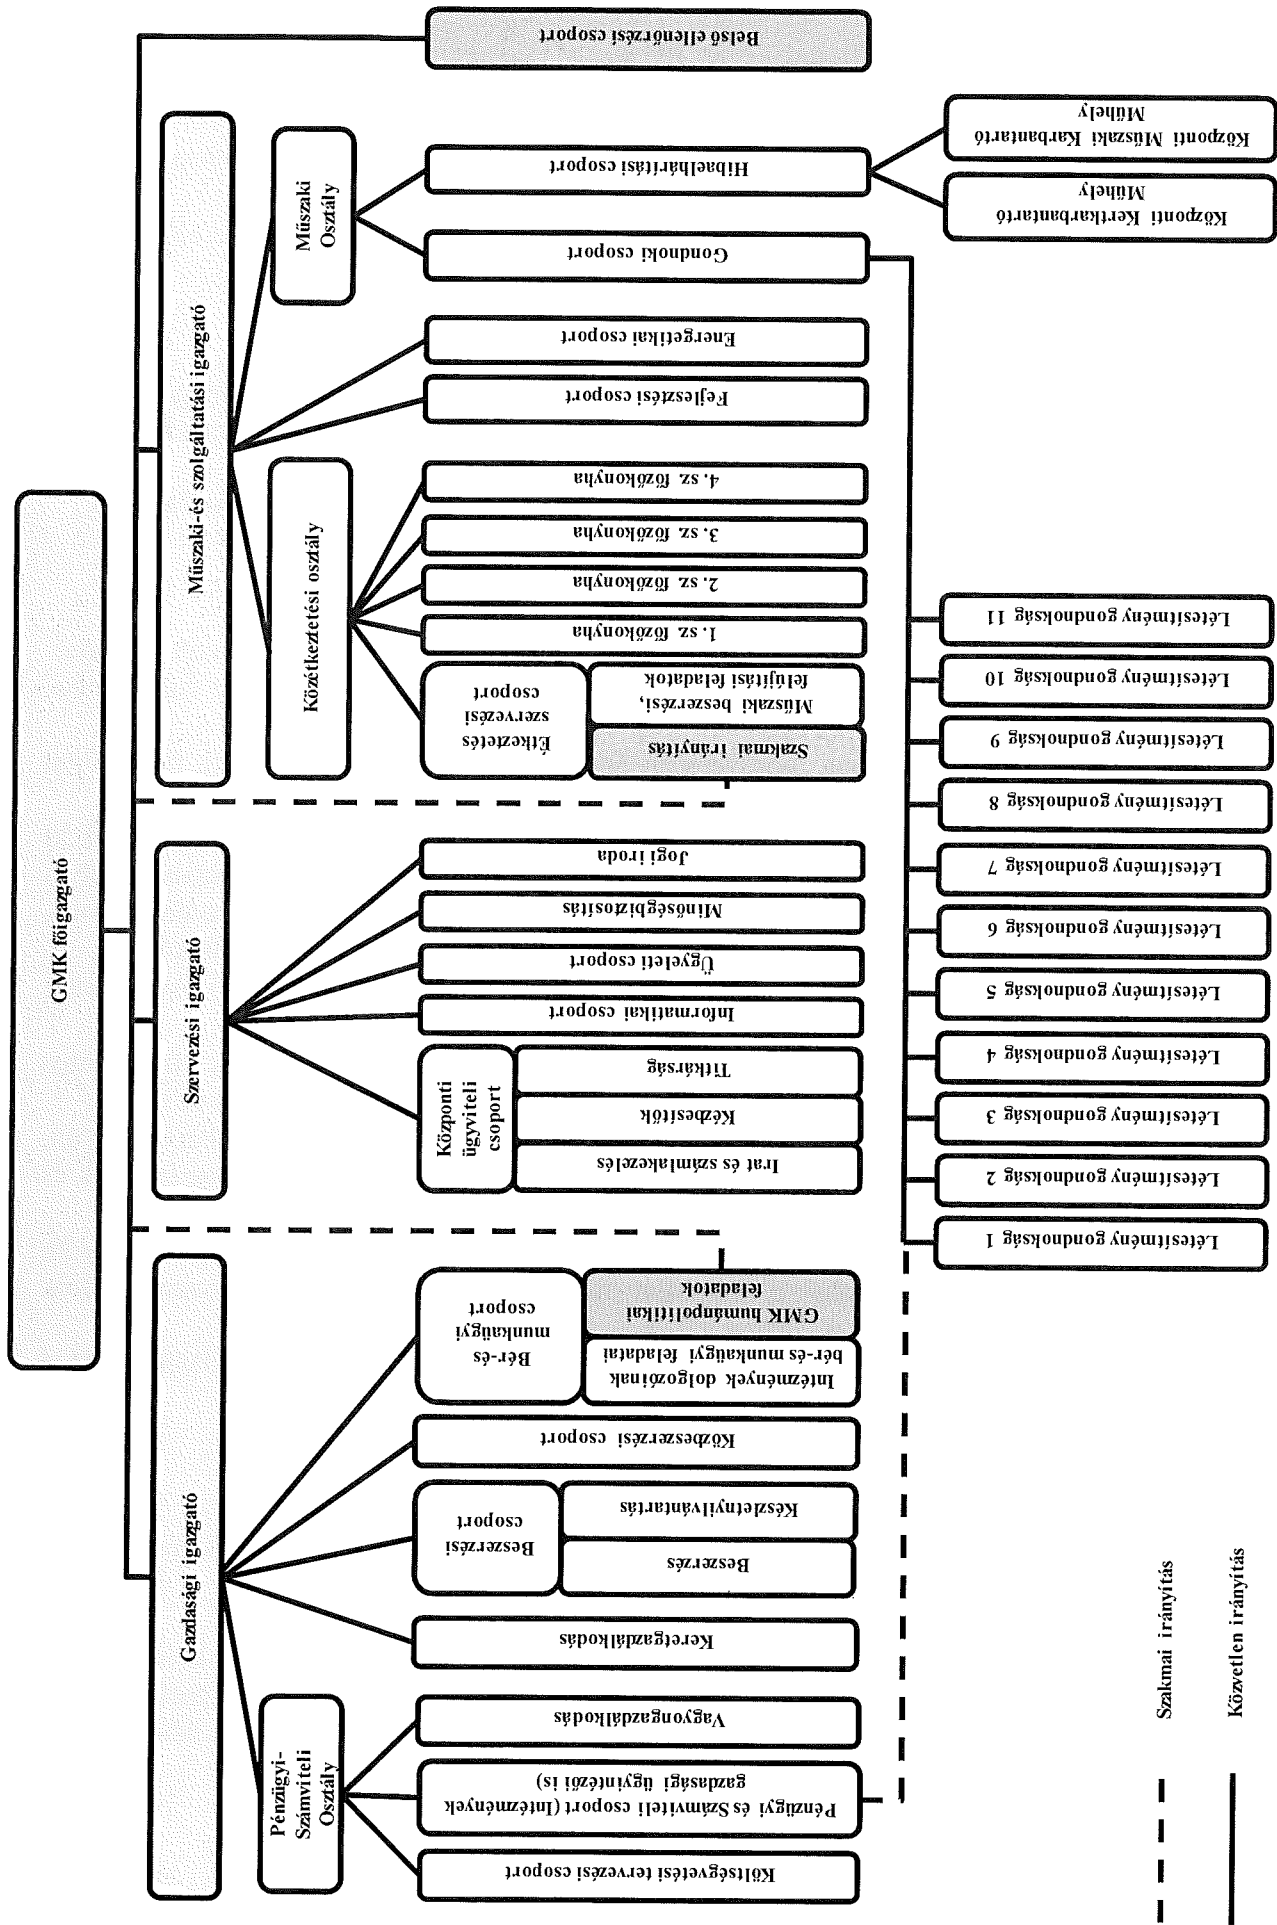 GMK főigazgató
Gazdasági igazgató
Szervezési igazgató
Műszaki-és szolgáltatási igazgató
Pénzügyi-
Számviteli
Osztály
Közétkeztetési osztály
Műszaki
Osztály
Költségvetési tervezési csoport
Pénzügyi és Számviteli csoport (Intézmények
gazdasági ügyintézői is)
Vagyongazdálkodás
Keretgazdálkodás
Beszerzési
csoport
Beszerzés
Készletnyilvántartás
Közbeszerzési csoport
Bér-és
munkaügyi
csoport
Intézmények dolgozóinak
bér-és munkaügyi feladatai
GMK humánpolitikai
feladatok
Központi
ügyviteli
csoport
Irat és számlakezelés
Kézbesítők
Titkárság
Informatikai csoport
Ügyeleti csoport
Minőségbiztosítás
Jogi iroda
Étkeztetés
szervezési
csoport
Szakmai irányítás
Műszaki beszerzési,
felújítási feladatok
1. sz. főzőkonyha
2. sz. főzőkonyha
3. sz. főzőkonyha
4. sz. főzőkonyha
Fejlesztési csoport
Energetikai csoport
Gondnoki csoport
Hibaelhárítási csoport
Belső ellenőrzési csoport
Létesítmény gondnokság 1
Létesítmény gondnokság 2
Létesítmény gondnokság 3
Létesítmény gondnokság 4
Létesítmény gondnokság 5
Létesítmény gondnokság 6
Létesítmény gondnokság 7
Létesítmény gondnokság 8
Létesítmény gondnokság 9
Létesítmény gondnokság 10
Létesítmény gondnokság 11
Központi Kertkarbantartó
Műhely
Központi Műszaki Karbantartó
Műhely
Szakmai irányítás
Közvetlen irányítás